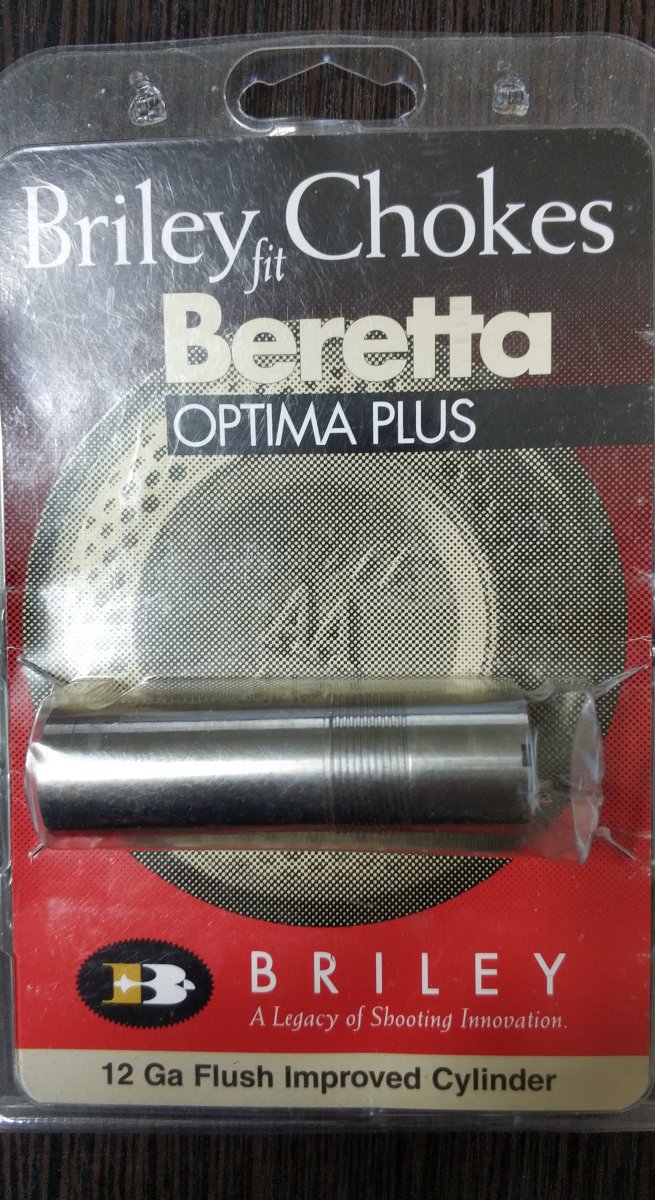 Briley fit Chokes
Beretta
OPTIMA PLUS
B
BRILEY
A Legacy of Shooting Innovation.
12 Ga Flush Improved Cylinder